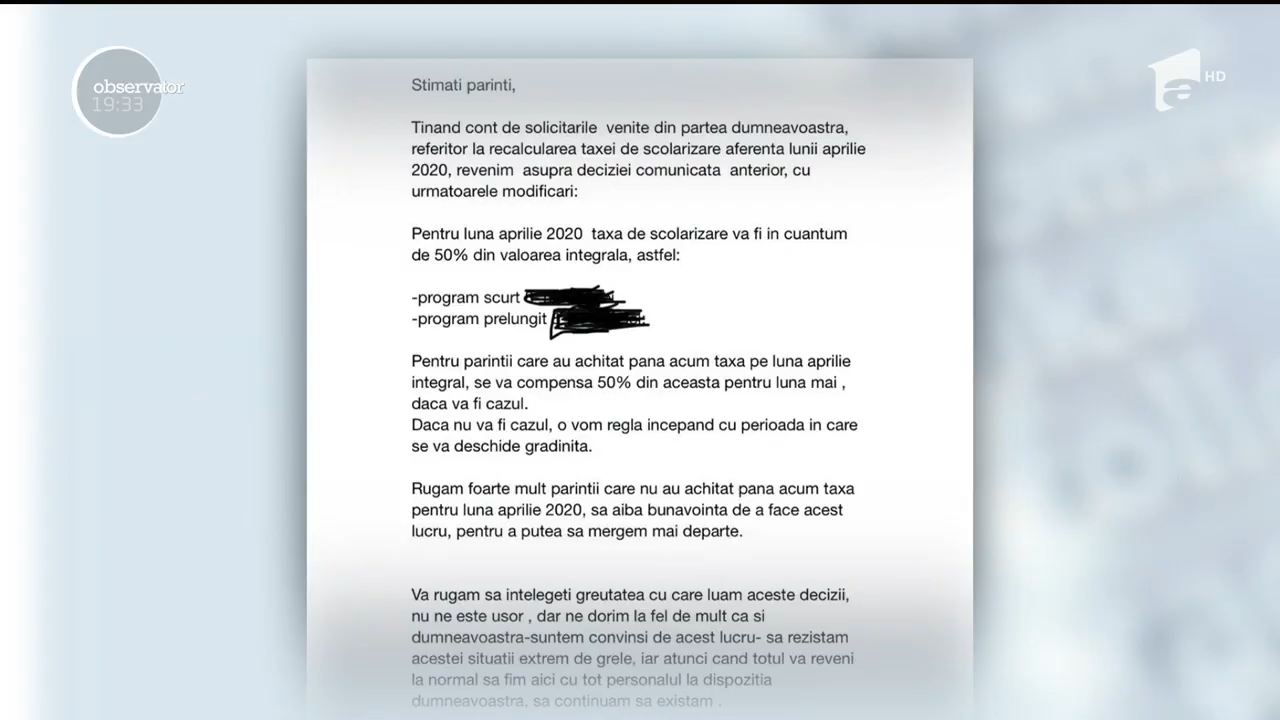 observator
19:33
HD
Stimati parinti,
Tinand cont de solicitarile venite din partea dumneavoastra,
referitor la recalcularea taxei de scolarizare aferenta lunii aprilie
2020, revenim asupra deciziei comunicata anterior, cu
urmatoarele modificari:
Pentru luna aprilie 2020 taxa de scolarizare va fi in cuantum
de 50% din valoarea integrala, astfel:
-program scurt
-program prelungit
Pentru parintii care au achitat pana acum taxa pe luna aprilie
integral, se va compensa 50% din aceasta pentru luna mai ,
daca va fi cazul.
Daca nu va fi cazul, o vom regla incepand cu perioada in care
se va deschide gradinita.
Rugam foarte mult parintii care nu au achitat pana acum taxa
pentru luna aprilie 2020, sa aiba bunavointa de a face acest
lucru, pentru a putea sa mergem mai departe.
Va rugam sa intelegeti greutatea cu care luam aceste decizii,
nu ne este usor , dar ne dorim la fel de mult ca si
dumneavoastra-suntem convinsi de acest lucru- sa rezistam
acestei situatii extrem de grele, iar atunci cand totul va reveni
la normal sa fim aici cu tot personalul la dispozitia
dumneavoastra, sa continuam sa existam .